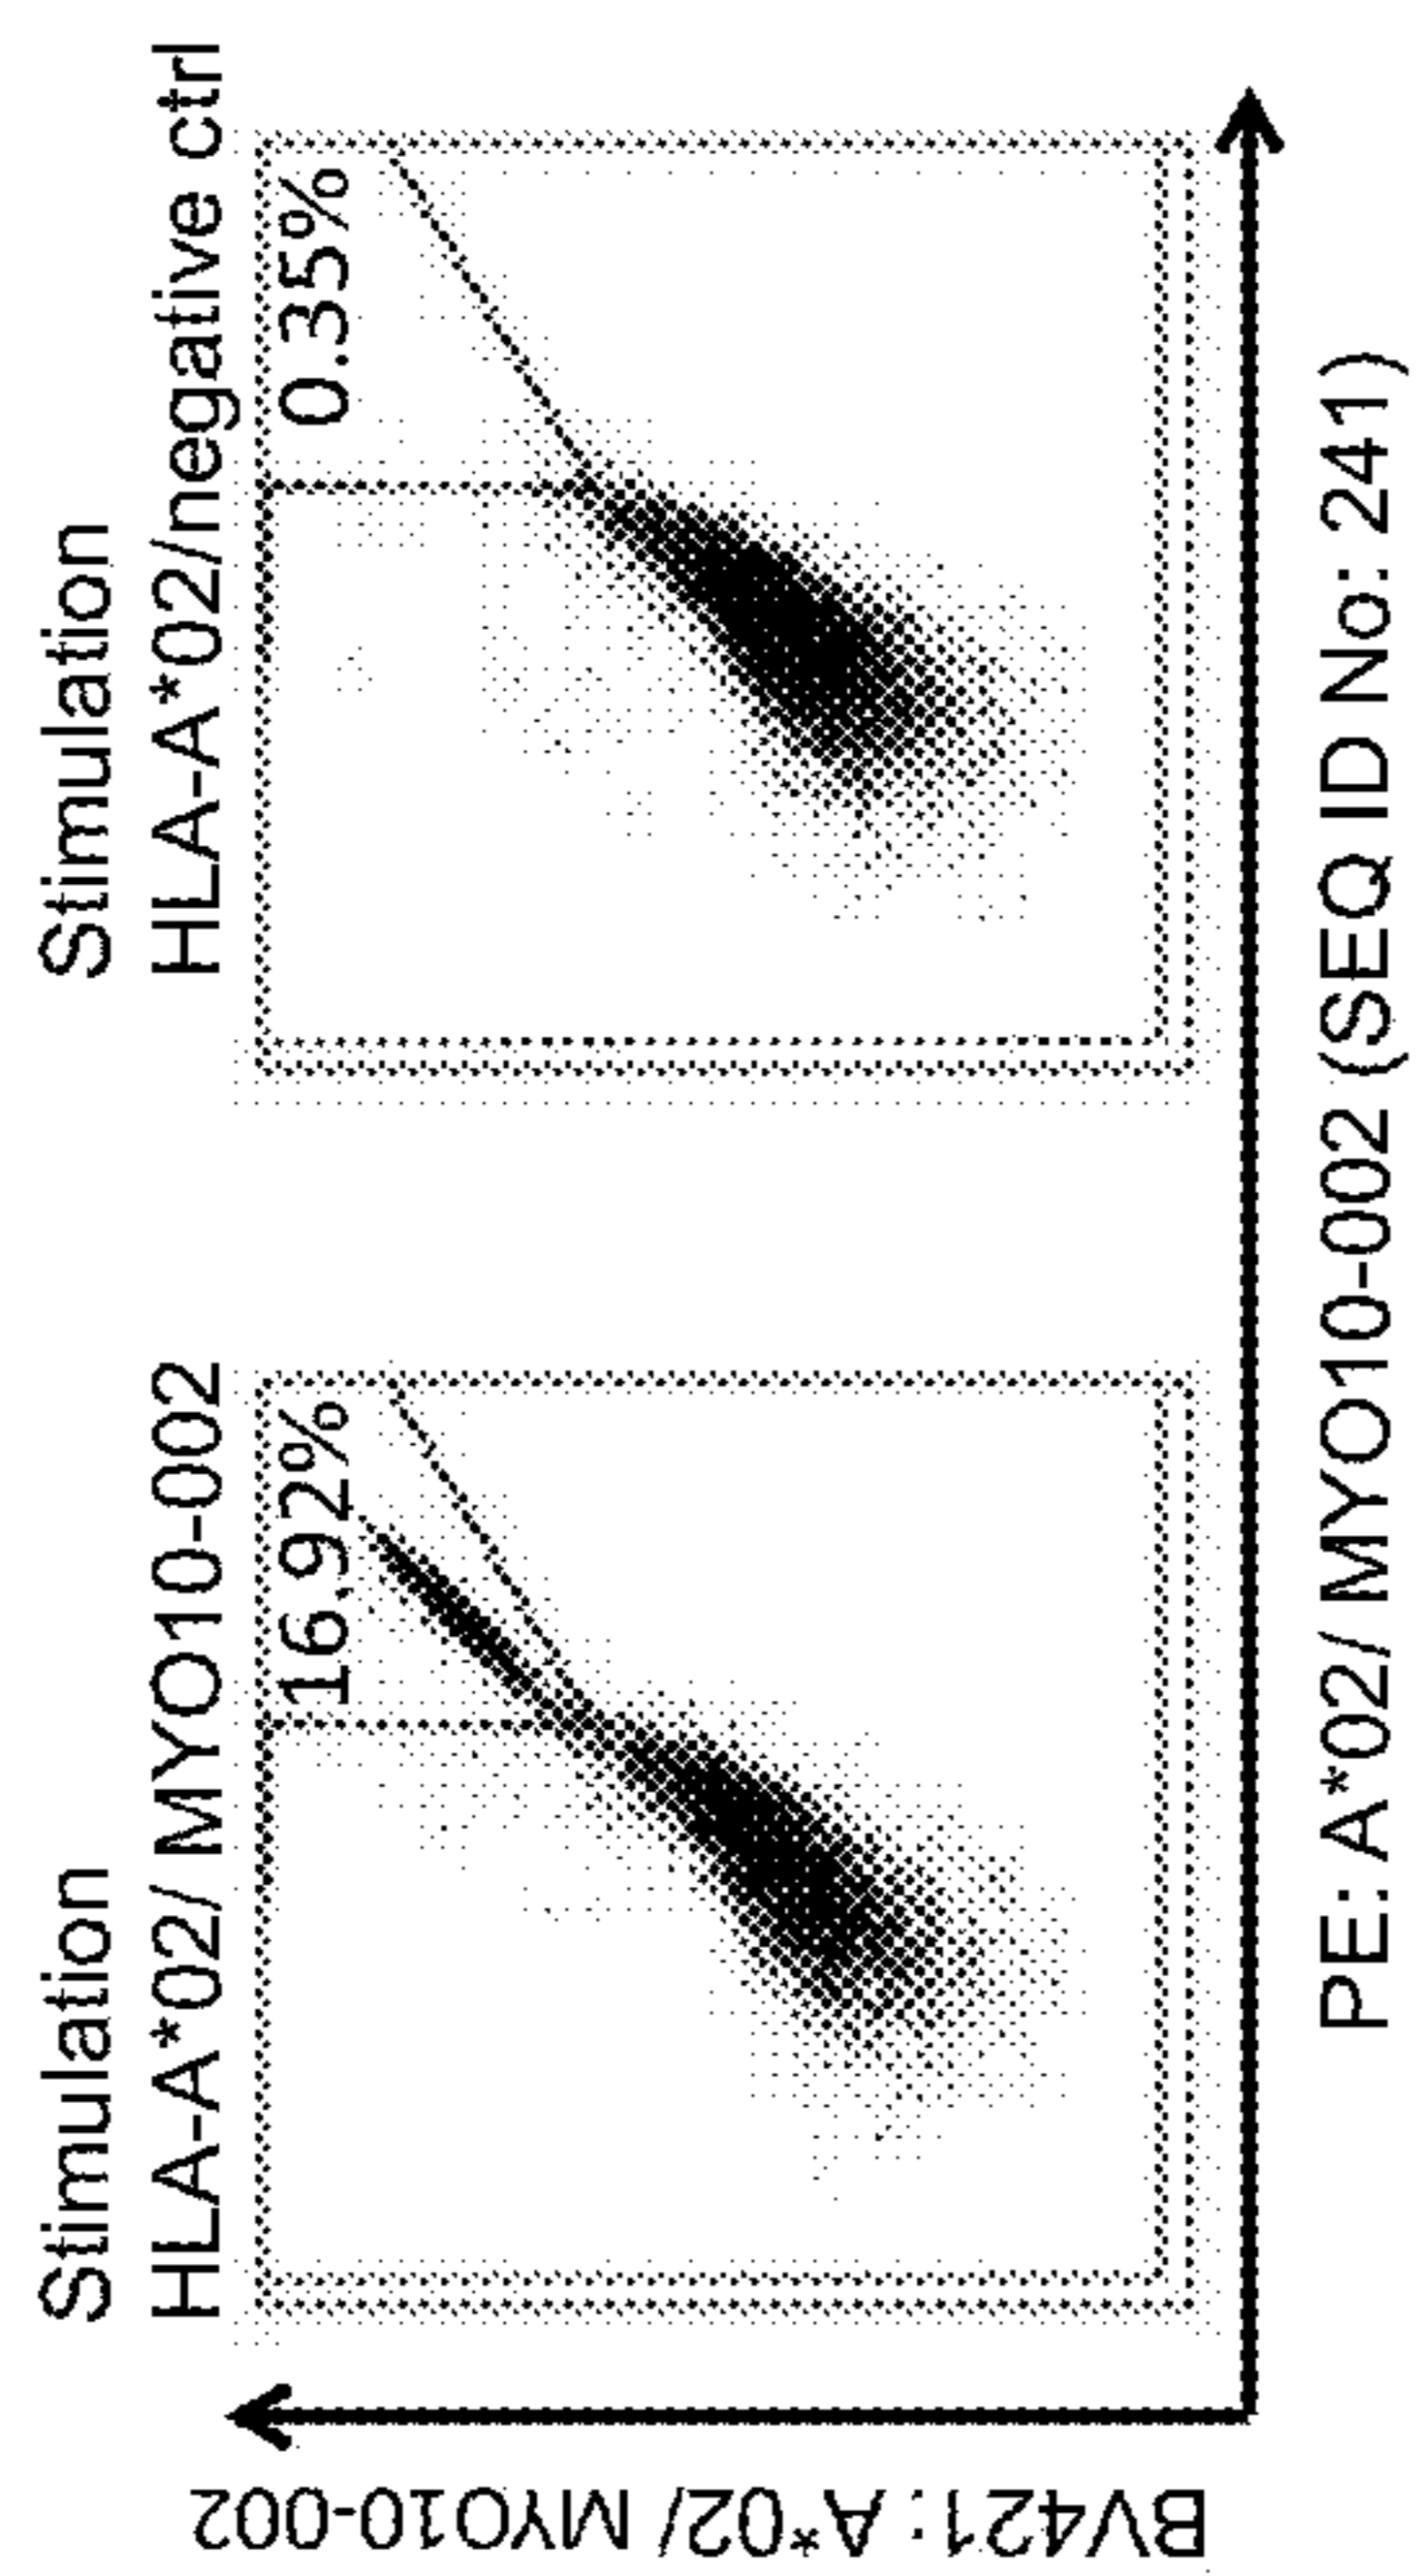 Stimulation
HLA-A*02/ MYO10-002
16.92%
Stimulation
HLA-A*02/negative ctrl
0.35%
BV421: A*02/ MYO10-002
PE: A*02/ MYO10-002 (SEQ ID No: 241)